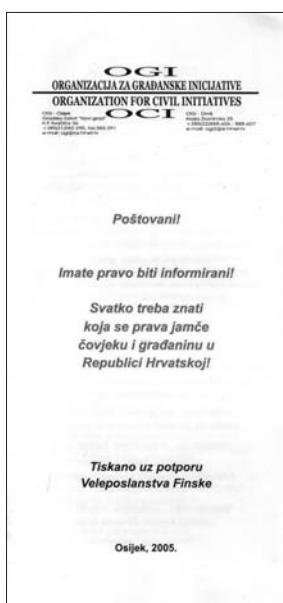 OGI
ORGANIZACIJA ZA GRAĐANSKE INICIJATIVE
ORGANIZATION FOR CIVIL INITIATIVES
OCI
Poštovani!
Imate pravo biti informirani!
Svatko treba znati
koja se prava jamče
čovjeku i građaninu u
Republici Hrvatskoj!
Tiskano uz potporu
Veleposlanstva Finske
Osijek, 2005.